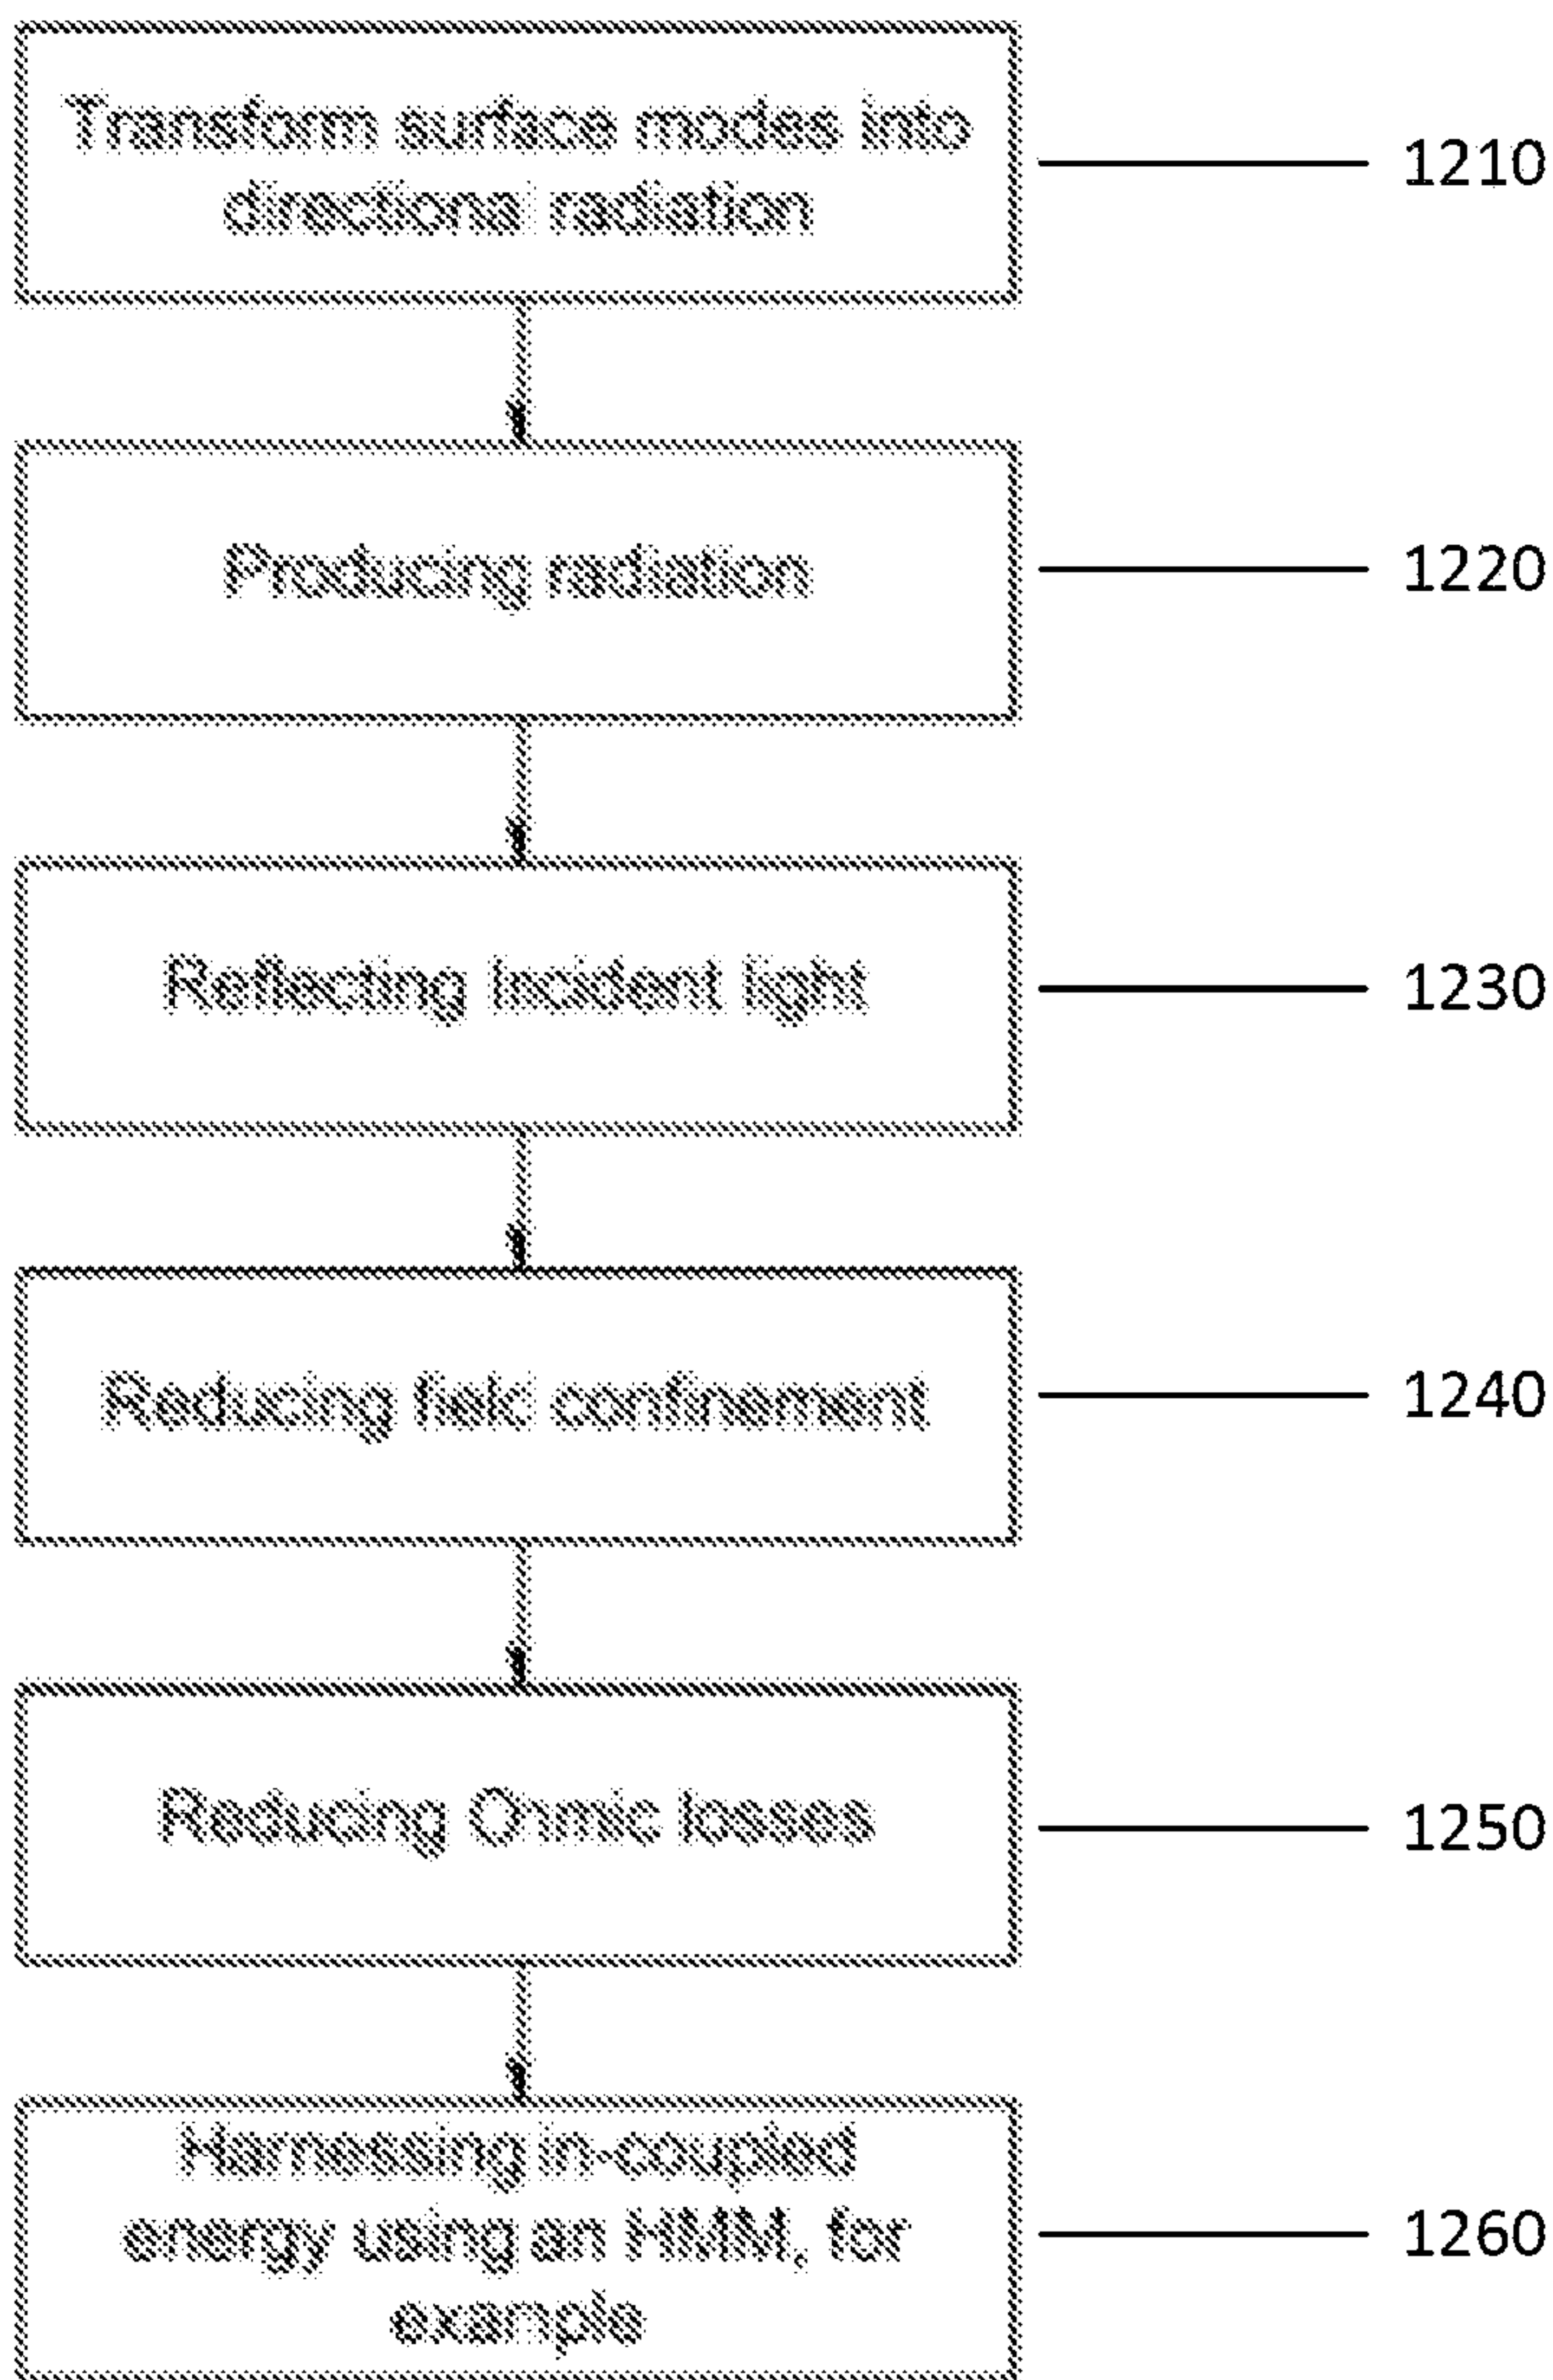 Transform surface modes into
directional radiation
1210
Producing radiation
1220
Reflecting Incident light
1230
Reducing field confinement
1240
Reducing Ohmic losses
1250
Harnessing in-coupled
energy using an HMM, for
example
1260